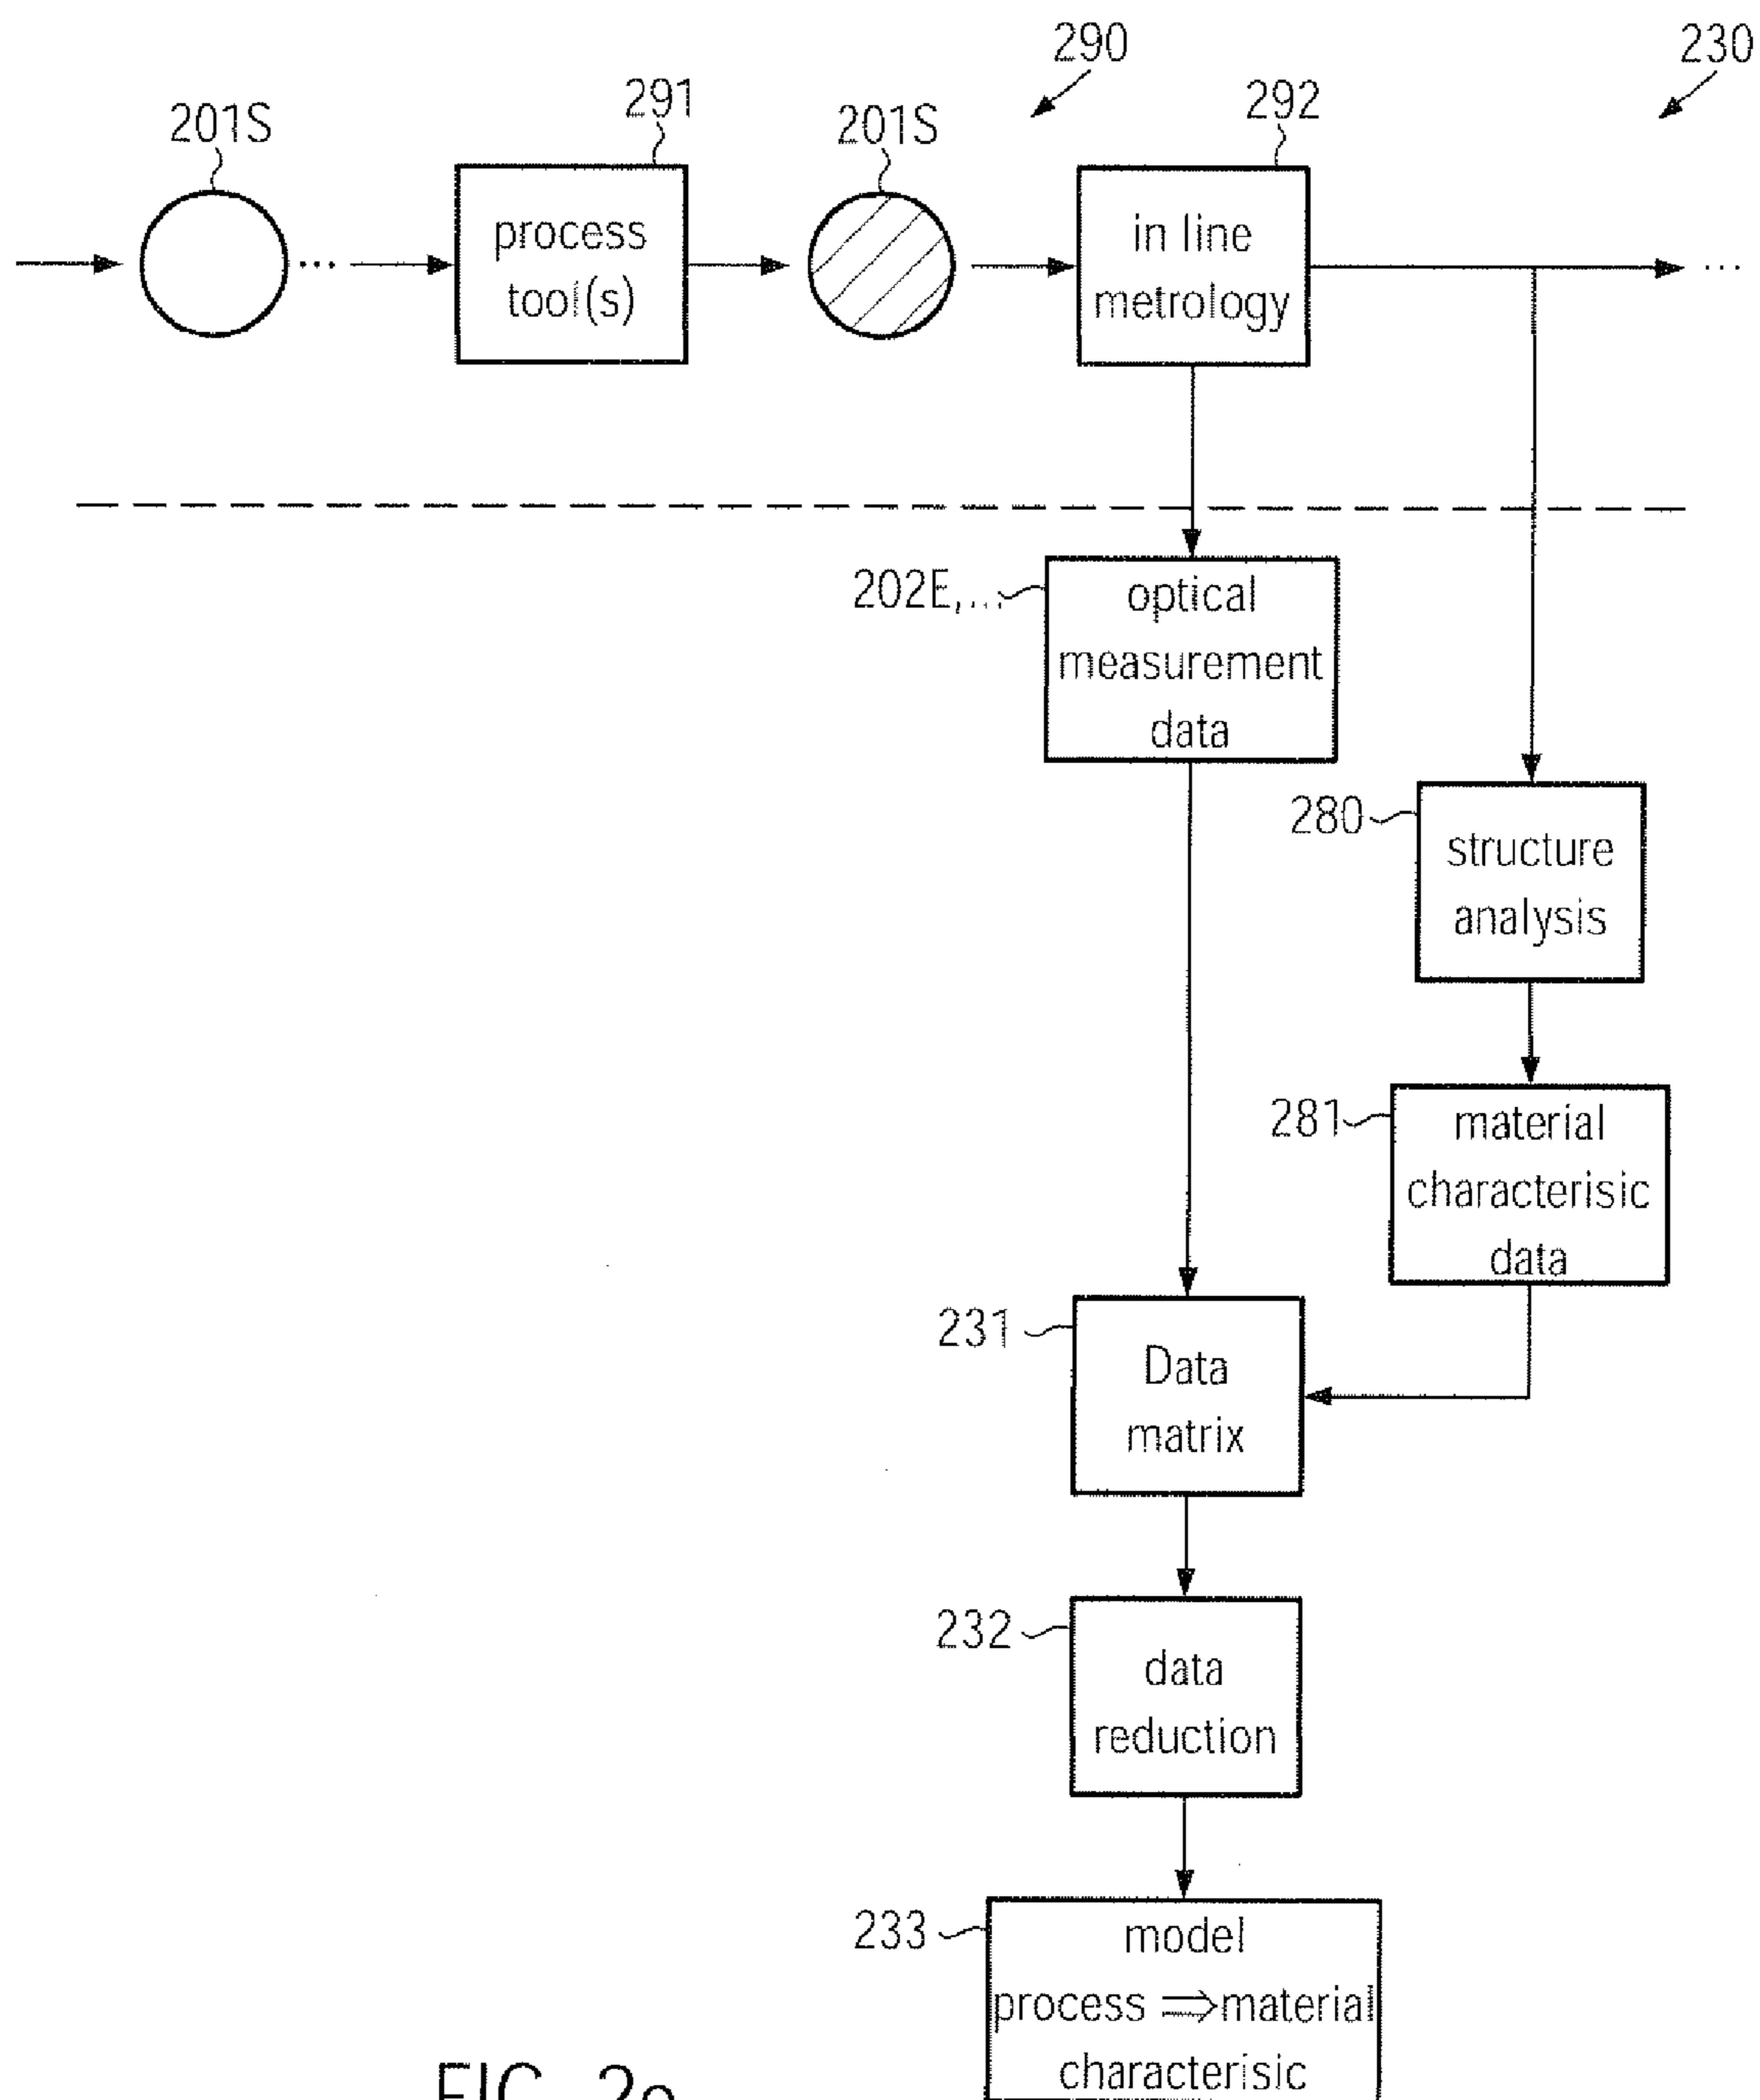 290
230
201S
291
201S
292
process
tool(s)
...
in line
metrology
...
202E,...
optical
measurement
data
280
structure
analysis
281
material
characterisic
data
231
Data
matrix
232
data
reduction
233
model
process ⇒ material
characterisic